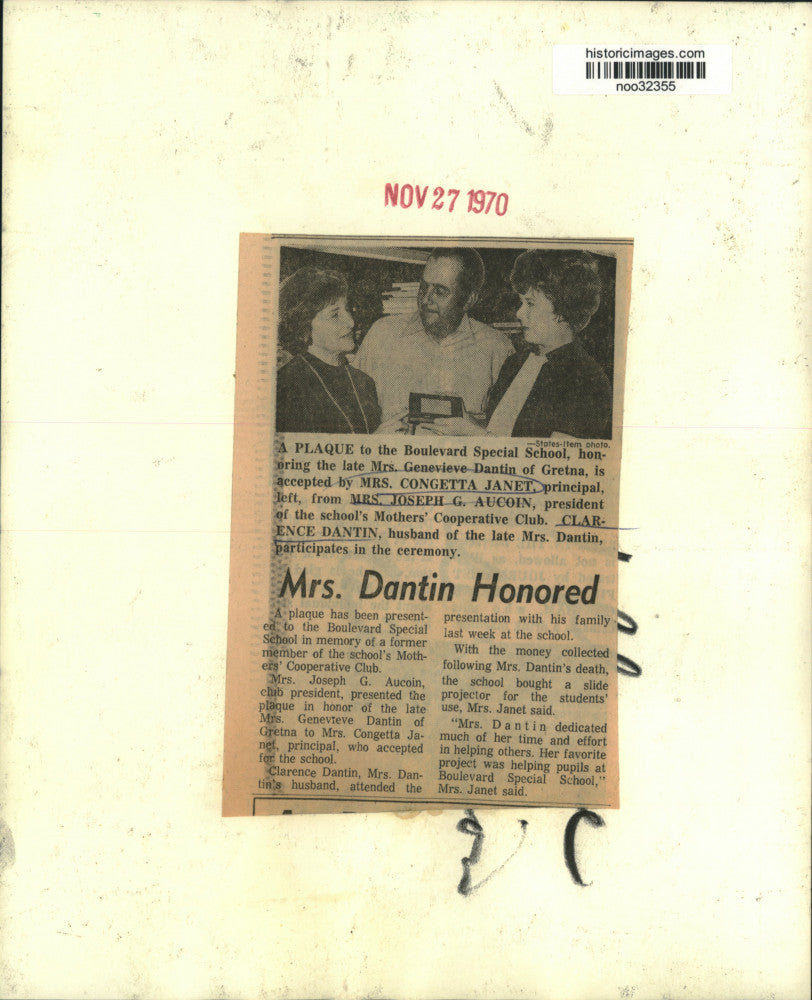 historicimages.com
noo32355
NOV 27 1970
—States-Item photo.
A PLAQUE to the Boulevard Special School, hon-
oring the late Mrs. Genevieve Dantin of Gretna, is
accepted by MRS. CONGETTA JANET, principal,
left, from MRS. JOSEPH G. AUCOIN, president
of the school's Mothers' Cooperative Club. CLAR-
ENCE DANTIN, husband of the late Mrs. Dantin,
participates in the ceremony.
Mrs. Dantin Honored
A plaque has been present-
ed to the Boulevard Special
School in memory of a former
member of the school's Moth-
ers' Cooperative Club.
Mrs. Joseph G. Aucoin,
club president, presented the
plaque in honor of the late
Mrs. Genevieve Dantin of
Gretna to Mrs. Congetta Ja-
net, principal, who accepted
for the school.
Clarence Dantin, Mrs. Dan-
tin's husband, attended the
presentation with his family
last week at the school.
With the money collected
following Mrs. Dantin's death,
the school bought a slide
projector for the students'
use, Mrs. Janet said.
"Mrs. Dantin dedicated
much of her time and effort
in helping others. Her favorite
project was helping pupils at
Boulevard Special School,"
Mrs. Janet said.